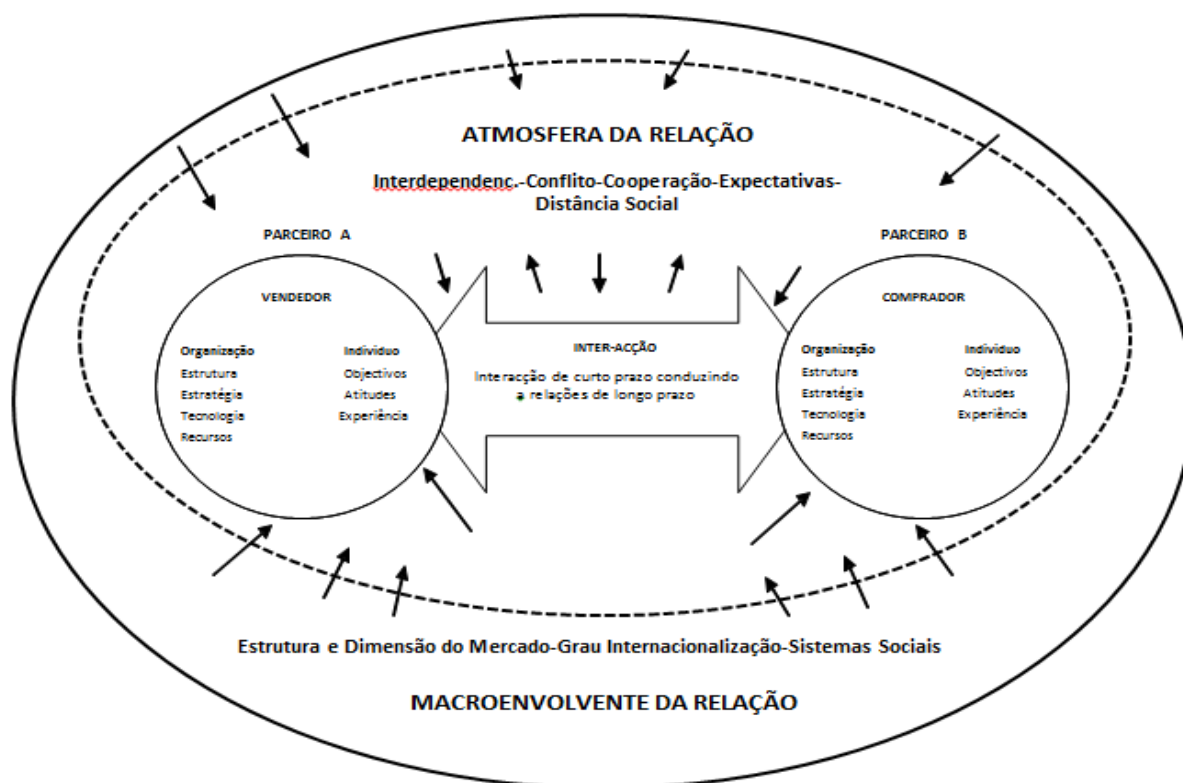 ATMOSFERA DA RELAÇÃO
Interdependenc.-Conflito-Cooperação-Expectativas-
Distância Social
PARCEIRO A
VENDEDOR
Organização
Estrutura
Estratégia
Tecnologia
Recursos
Individuo
Objectivos
Atitudes
Experiência
INTER-ACÇÃO
Interacção de curto prazo conduzindo
a relações de longo prazo
PARCEIRO B
COMPRADOR
Organização
Estrutura
Estratégia
Tecnologia
Recursos
Individuo
Objectivos
Atitudes
Experiência
Estrutura e Dimensão do Mercado-Grau Internacionalização-Sistemas Sociais
MACROENVOLVENTE DA RELAÇÃO